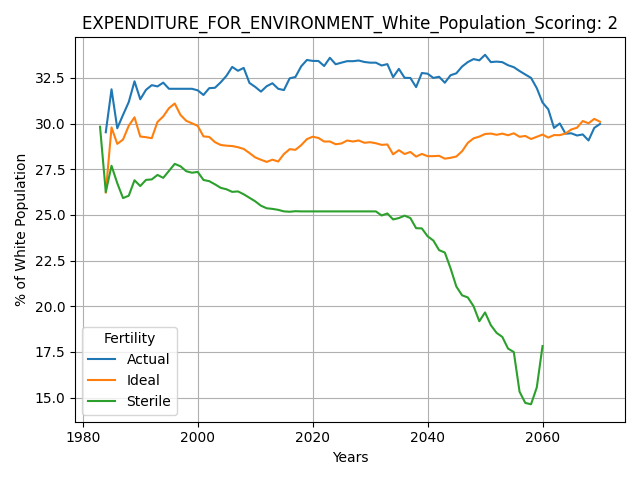 EXPENDITURE_FOR_ENVIRONMENT_White_Population_Scoring: 2
% of White Population
32.5
30.0
27.5
25.0
22.5
20.0
17.5
15.0
Fertility
Actual
Ideal
Sterile
1980 2000 2020 2040 2060
Years